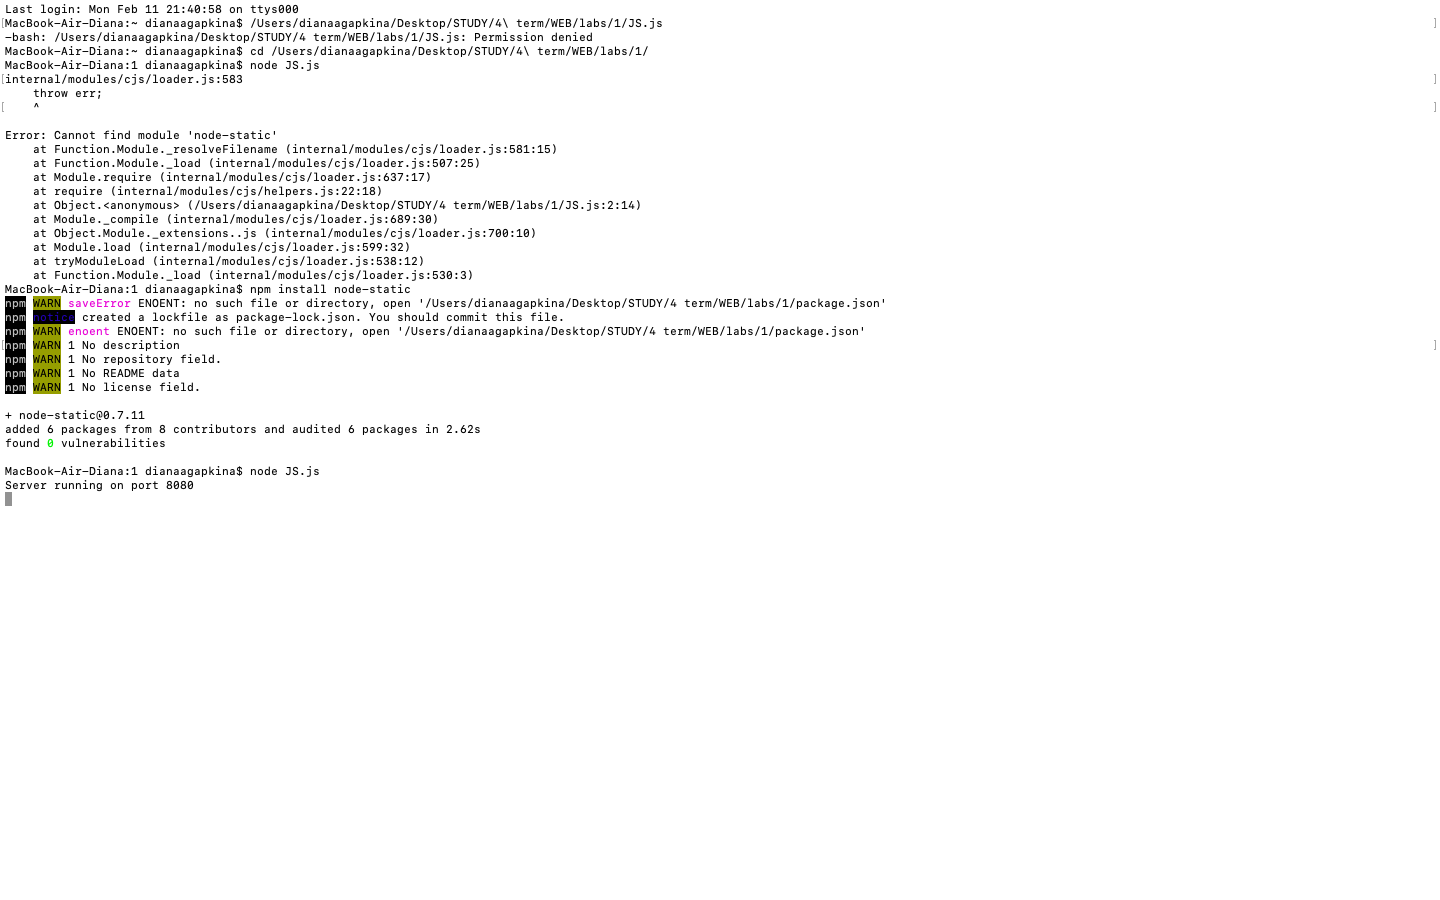 Last login: Mon Feb 11 21:40:58 on ttys000
[MacBook-Air-Diana:~ dianaagapkina$ /Users/dianaagapkina/Desktop/STUDY/4\ term/WEB/labs/1/JS.js ]
-bash: /Users/dianaagapkina/Desktop/STUDY/4 term/WEB/labs/1/JS.js: Permission denied
MacBook-Air-Diana:~ dianaagapkina$ cd /Users/dianaagapkina/Desktop/STUDY/4\ term/WEB/labs/1/
MacBook-Air-Diana:1 dianaagapkina$ node JS.js
[internal/modules/cjs/loader.js:583 ]
    throw err;
[    ^ ]

Error: Cannot find module 'node-static'
    at Function.Module._resolveFilename (internal/modules/cjs/loader.js:581:15)
    at Function.Module._load (internal/modules/cjs/loader.js:507:25)
    at Module.require (internal/modules/cjs/loader.js:637:17)
    at require (internal/modules/cjs/helpers.js:22:18)
    at Object.<anonymous> (/Users/dianaagapkina/Desktop/STUDY/4 term/WEB/labs/1/JS.js:2:14)
    at Module._compile (internal/modules/cjs/loader.js:689:30)
    at Object.Module._extensions..js (internal/modules/cjs/loader.js:700:10)
    at Module.load (internal/modules/cjs/loader.js:599:32)
    at tryModuleLoad (internal/modules/cjs/loader.js:538:12)
    at Function.Module._load (internal/modules/cjs/loader.js:530:3)
MacBook-Air-Diana:1 dianaagapkina$ npm install node-static
npm WARN saveError ENOENT: no such file or directory, open '/Users/dianaagapkina/Desktop/STUDY/4 term/WEB/labs/1/package.json'
npm notice created a lockfile as package-lock.json. You should commit this file.
npm WARN enoent ENOENT: no such file or directory, open '/Users/dianaagapkina/Desktop/STUDY/4 term/WEB/labs/1/package.json'
[npm WARN 1 No description ]
npm WARN 1 No repository field.
npm WARN 1 No README data
npm WARN 1 No license field.

+ node-static@0.7.11
added 6 packages from 8 contributors and audited 6 packages in 2.62s
found 0 vulnerabilities

MacBook-Air-Diana:1 dianaagapkina$ node JS.js
Server running on port 8080